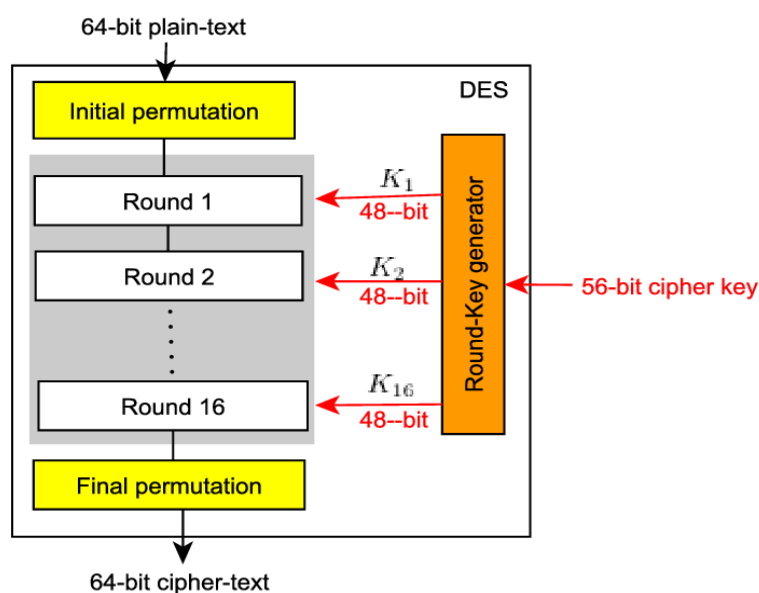 64-bit plain-text
DES
Initial permutation
Round 1
K₁
48--bit
Round 2
K₂
48--bit
Round-Key generator
56-bit cipher key
Round 16
K₁₆
48--bit
Final permutation
64-bit cipher-text